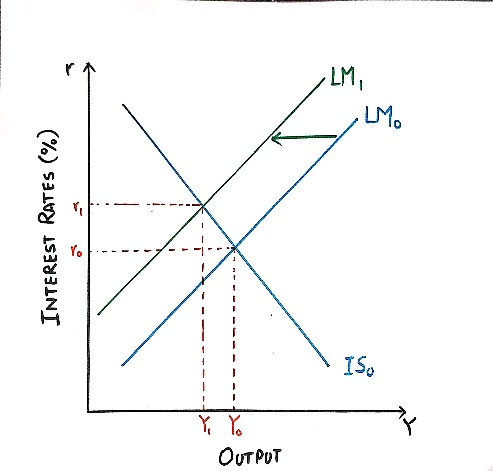 r
LM₁
LM₀
INTEREST RATES (%)
r₁
r₀
IS₀
Y₁ Y₀
Y
OUTPUT